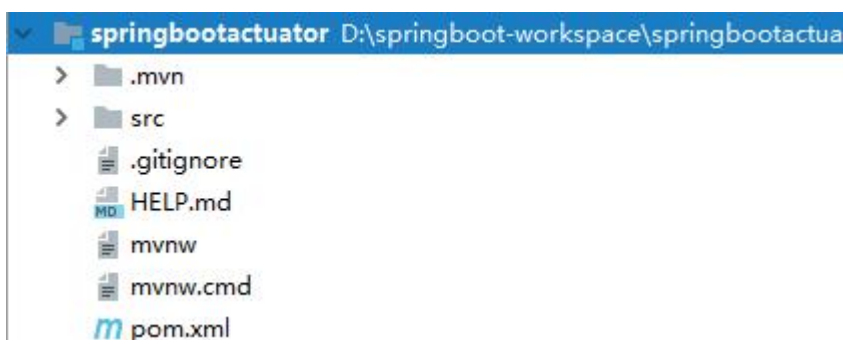 springbootactuator D:\springboot-workspace\springbootactua
.mvn
src
.gitignore
MD HELP.md
mvnw
mvnw.cmd
m pom.xml